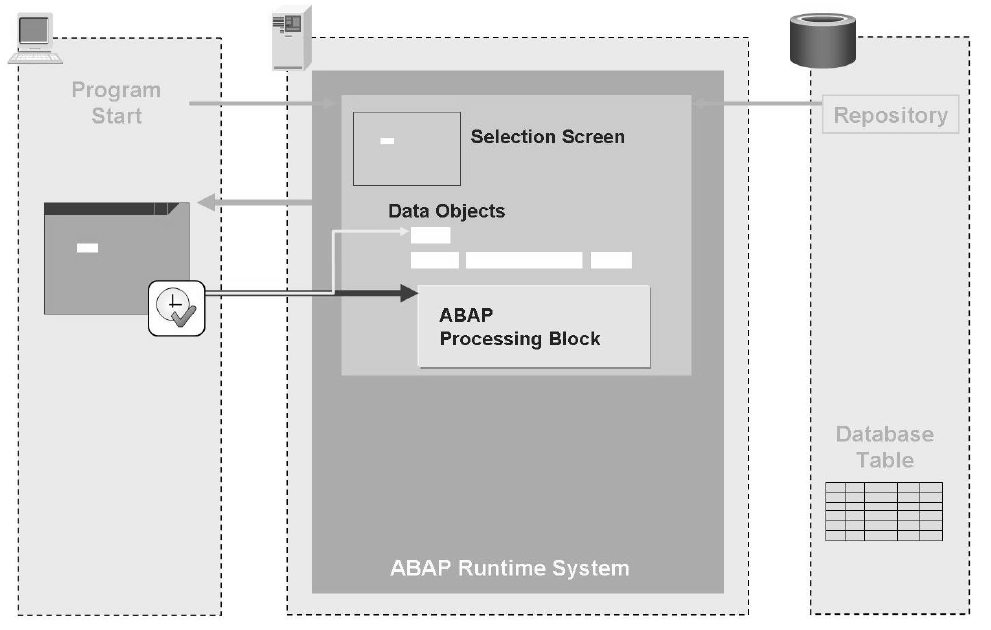 Program
Start
Selection Screen
Repository
Data Objects
ABAP
Processing Block
Database
Table
ABAP Runtime System